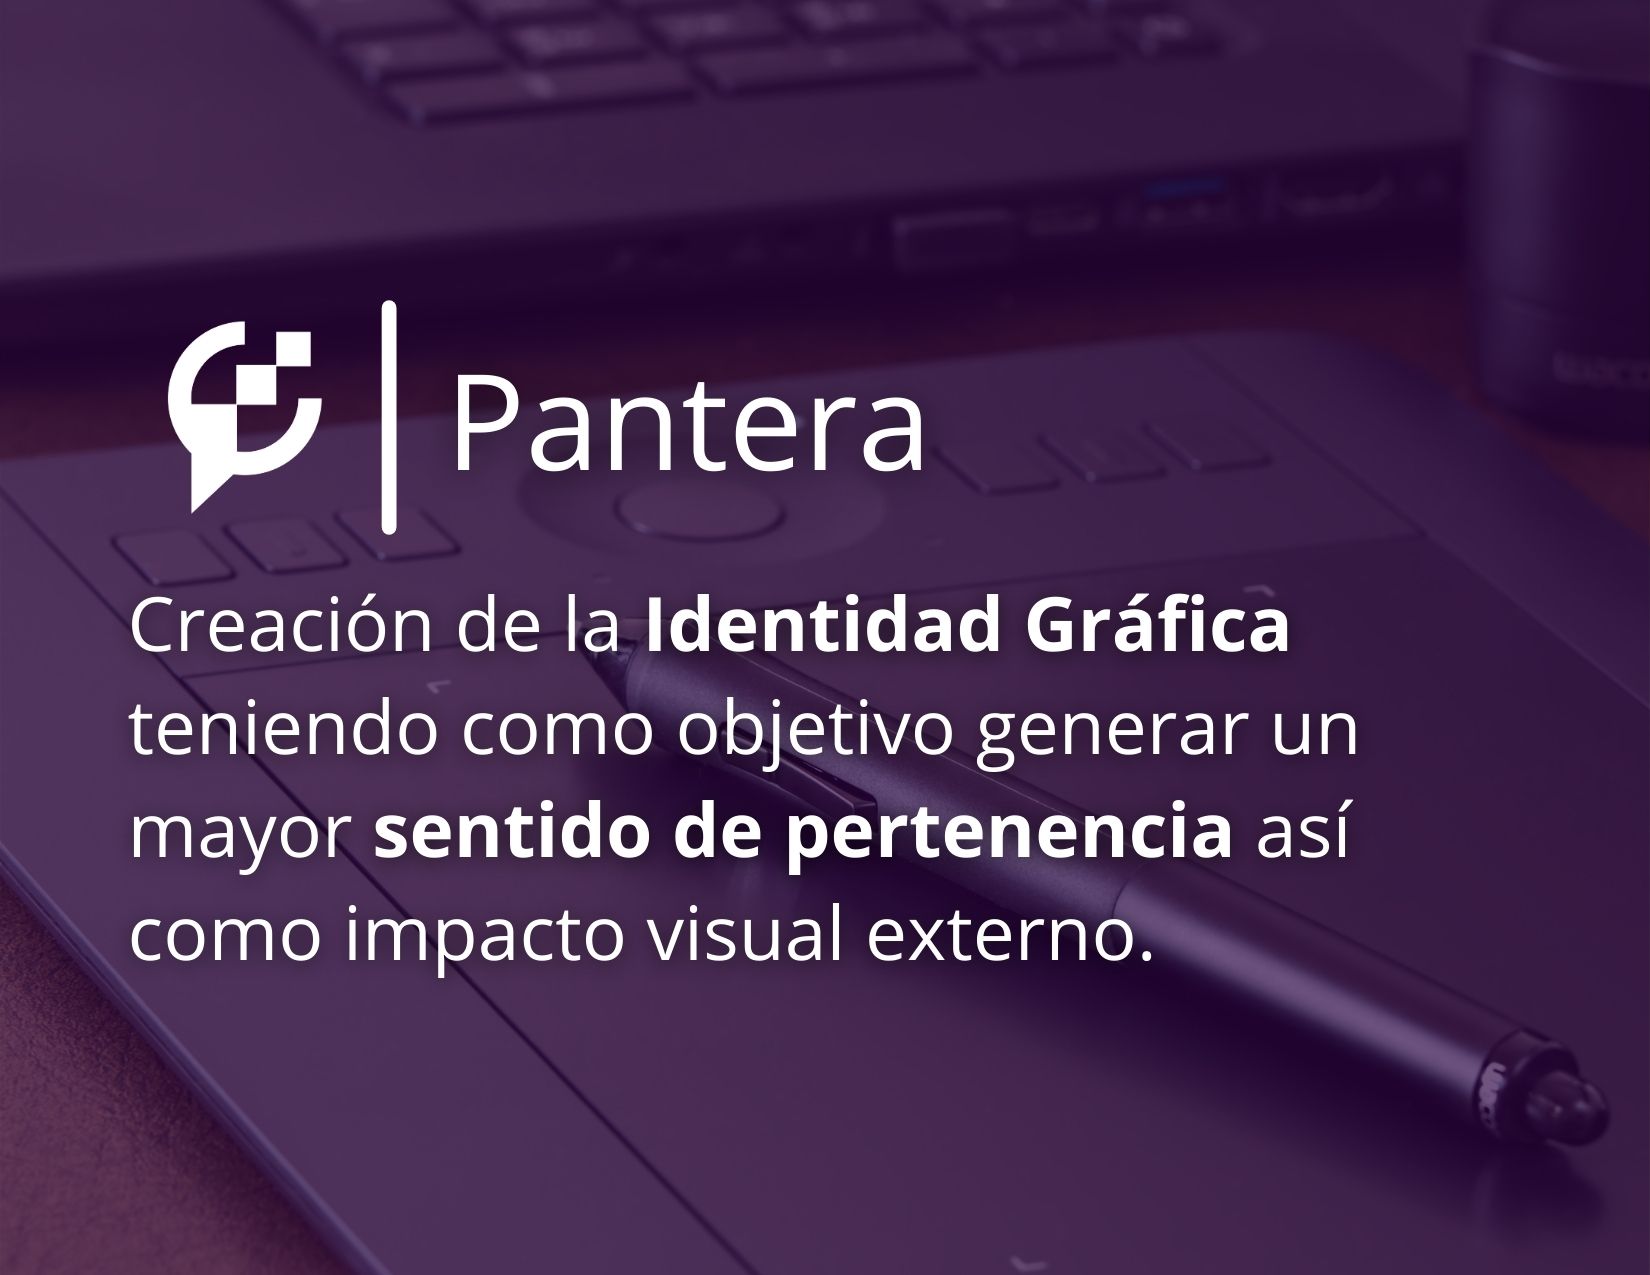 Pantera
Creación de la Identidad Gráfica
teniendo como objetivo generar un
mayor sentido de pertenencia así
como impacto visual externo.